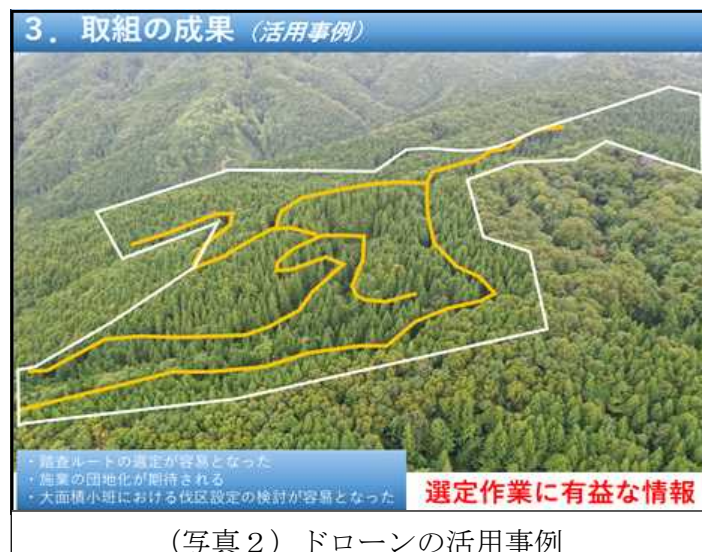 ３．取組の成果（活用事例）
・踏査ルートの選定が容易となった
・施業の団地化が期待される
・大面積小班における伐区設定の検討が容易となった
選定作業に有益な情報
（写真２）ドローンの活用事例